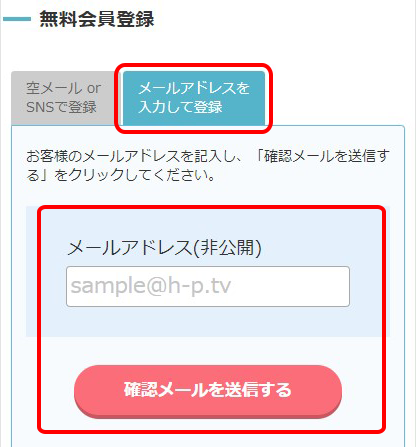 無料会員登録
空メール or
SNSで登録
メールアドレスを
入力して登録
お客様のメールアドレスを記入し、「確認メールを送信す
る」をクリックしてください。
メールアドレス(非公開)
sample@h-p.tv
確認メールを送信する